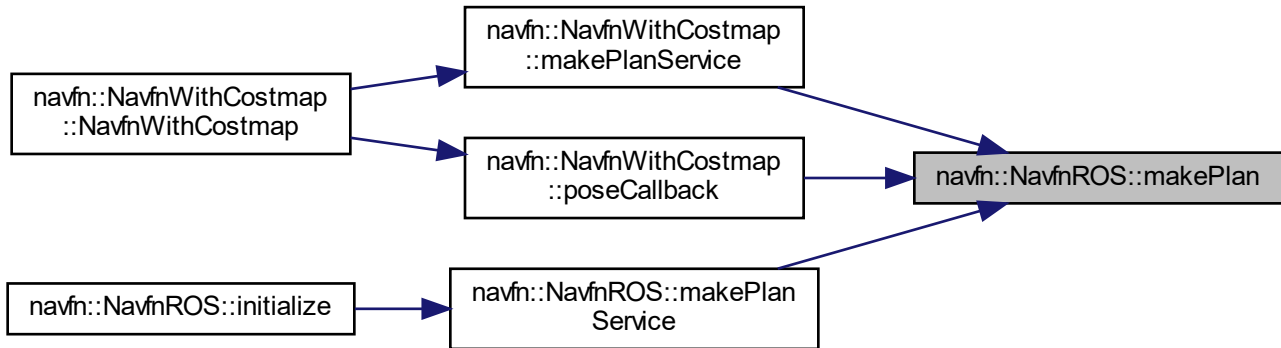 navfn::NavfnWithCostmap
::NavfnWithCostmap
navfn::NavfnWithCostmap
::makePlanService
navfn::NavfnWithCostmap
::poseCallback
navfn::NavfnROS::makePlan
navfn::NavfnROS::initialize
navfn::NavfnROS::makePlan
Service